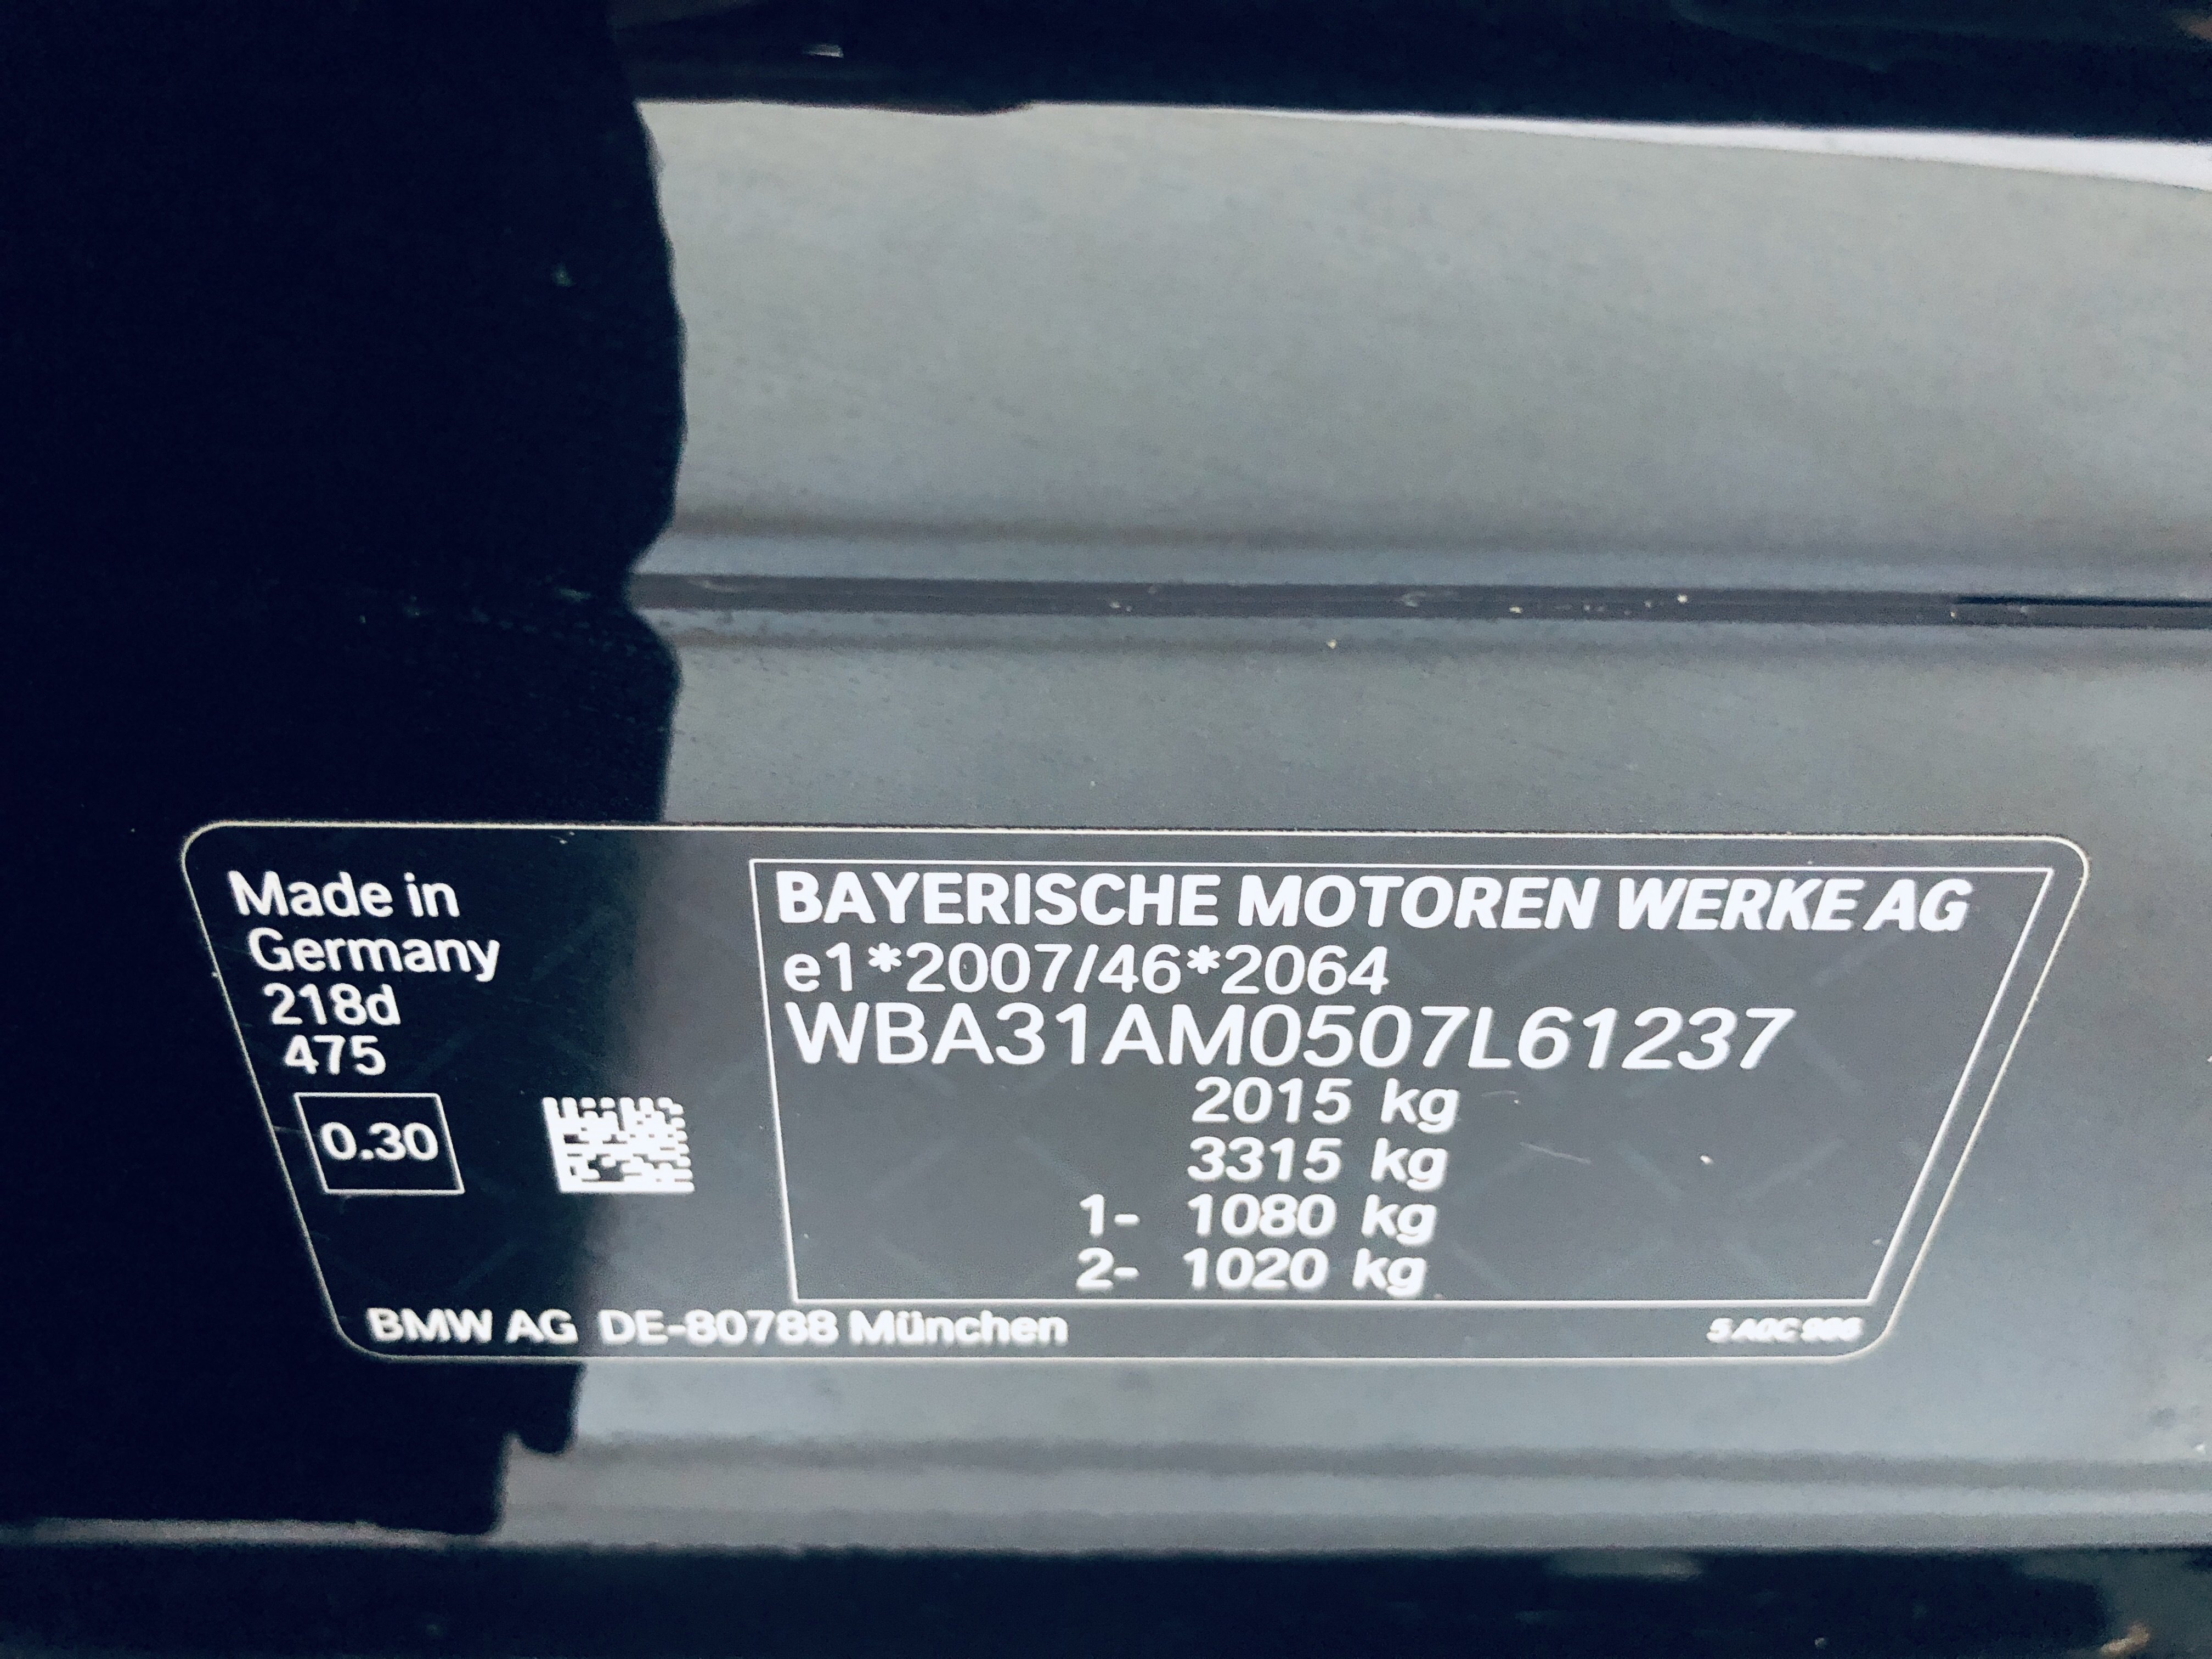 Made in
Germany
218d
475
0.30
BAYERISCHE MOTOREN WERKE AG
e1*2007/46*2064
WBA31AM0507L61237
2015 kg
3315 kg
1- 1080 kg
2- 1020 kg
BMW AG DE-80788 München